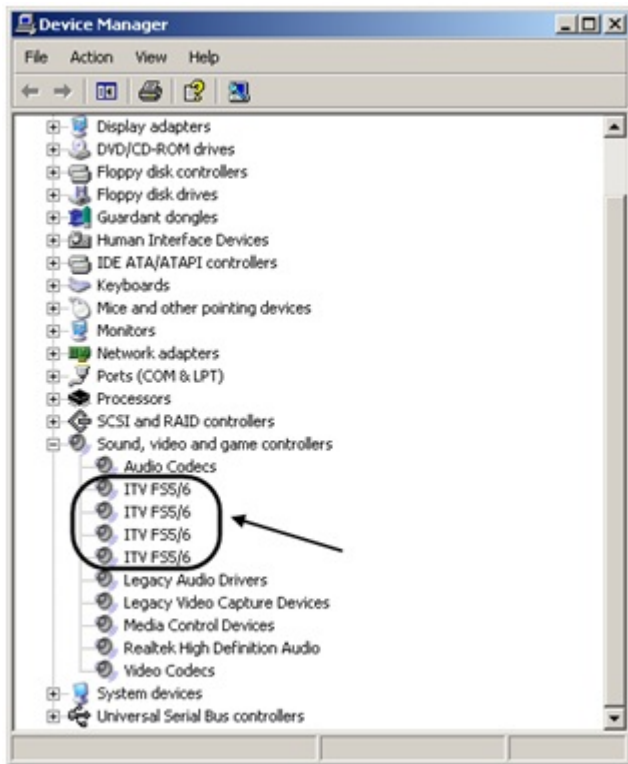 Device Manager
File Action View Help
Display adapters
DVD/CD-ROM drives
Floppy disk controllers
Floppy disk drives
Guardant dongles
Human Interface Devices
IDE ATA/ATAPI controllers
Keyboards
Mice and other pointing devices
Monitors
Network adapters
Ports (COM & LPT)
Processors
SCSI and RAID controllers
Sound, video and game controllers
Audio Codecs
ITV FS5/6
ITV FS5/6
ITV FS5/6
ITV FS5/6
Legacy Audio Drivers
Legacy Video Capture Devices
Media Control Devices
Realtek High Definition Audio
Video Codecs
System devices
Universal Serial Bus controllers